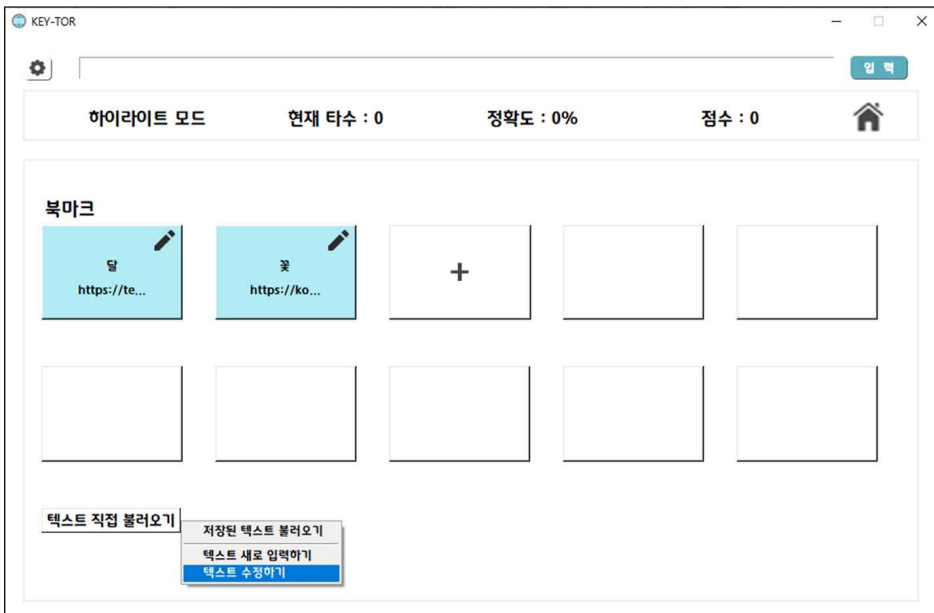 KEY-TOR
입 력
하이라이트 모드 현재 타수 : 0 정확도 : 0% 점수 : 0
북마크
달 꽃
https://te... https://ko...
+
텍스트 직접 불러오기
저장된 텍스트 불러오기
텍스트 새로 입력하기
텍스트 수정하기